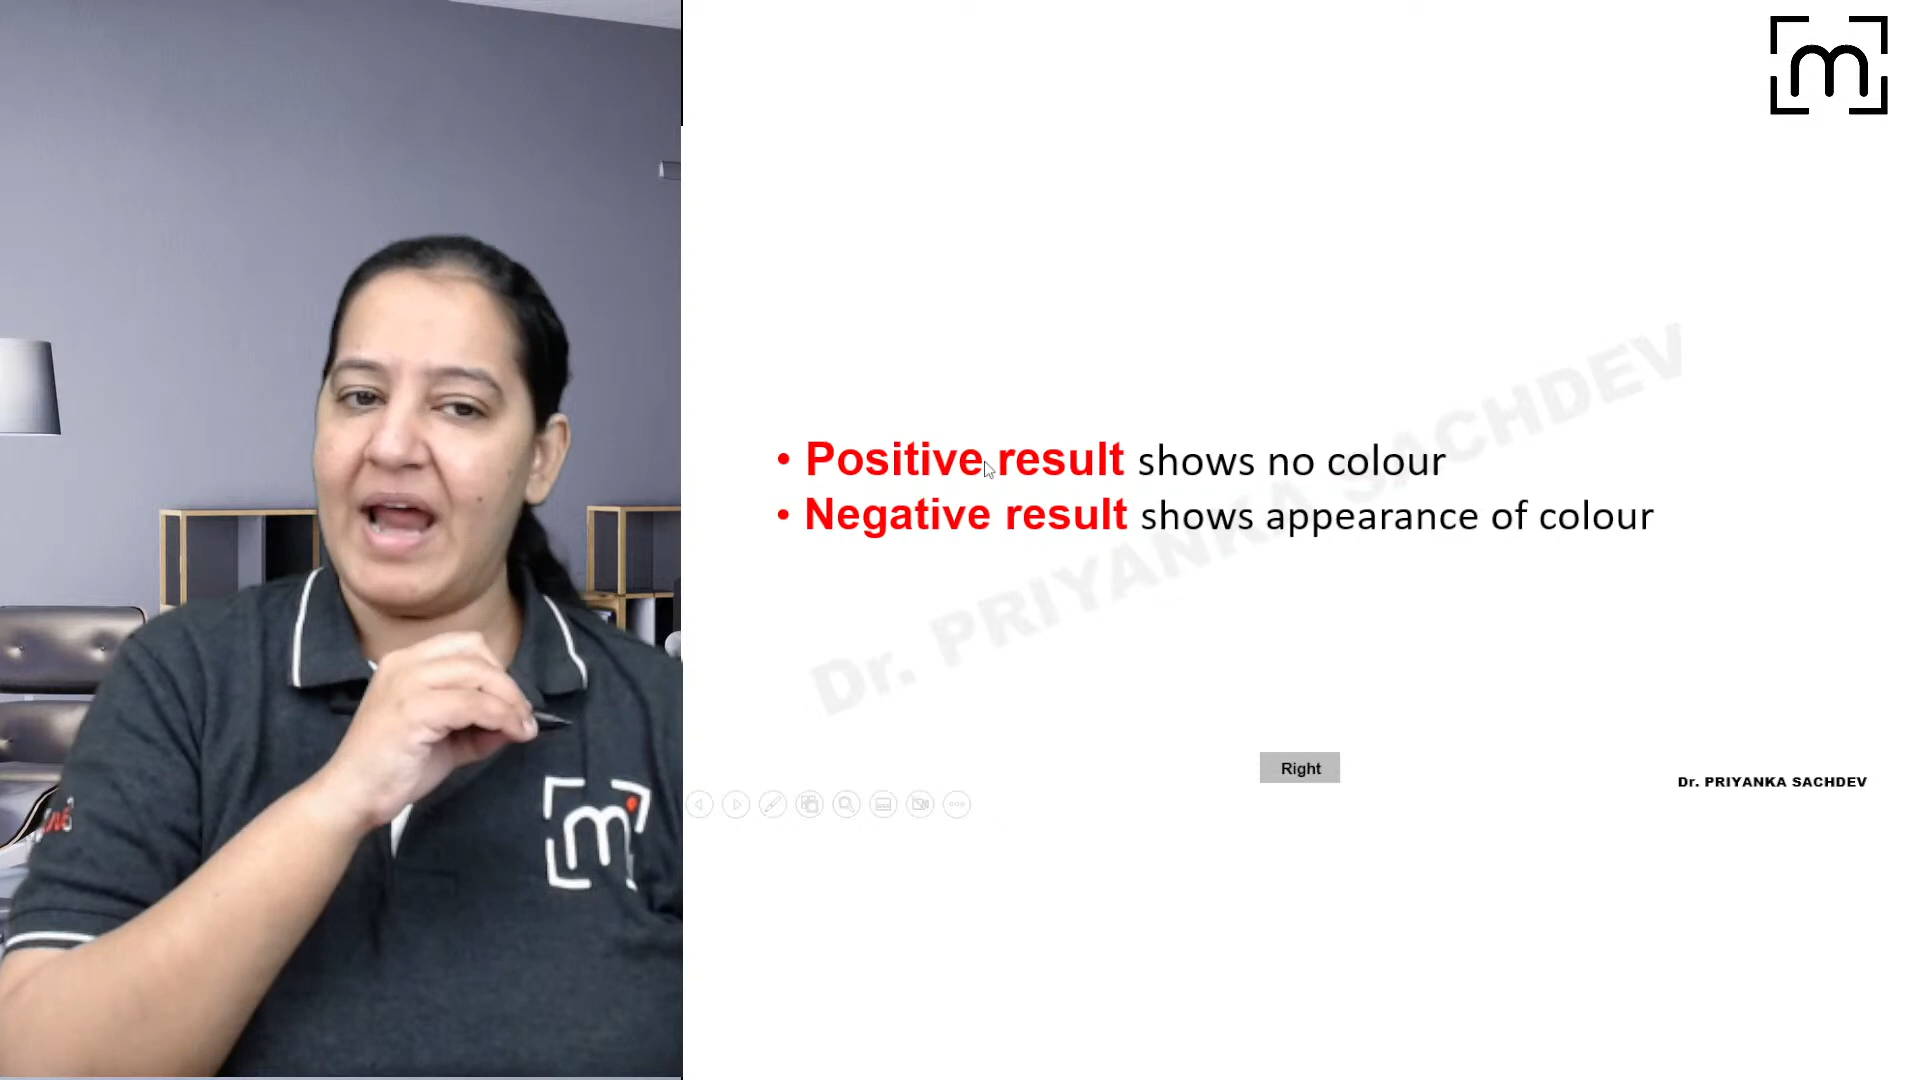 • Positive result shows no colour
• Negative result shows appearance of colour
Dr. PRIYANKA SACHDEV
Right
Dr. PRIYANKA SACHDEV
m
m